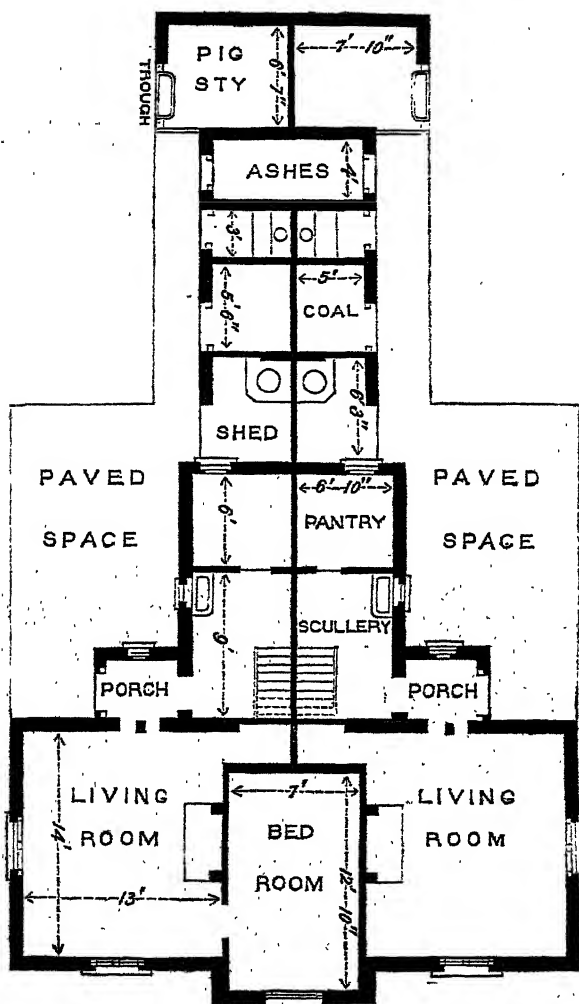 PIG
STY
TROUGH
6' 7"
7' 10"
ASHES
4'
3'
5' 6"
5'
COAL
SHED
6' 3"
PAVED
SPACE
6'
6' 10"
PANTRY
PAVED
SPACE
9'
SCULLERY
PORCH
PORCH
LIVING
ROOM
14'
13'
7'
BED
ROOM
12' 10"
LIVING
ROOM